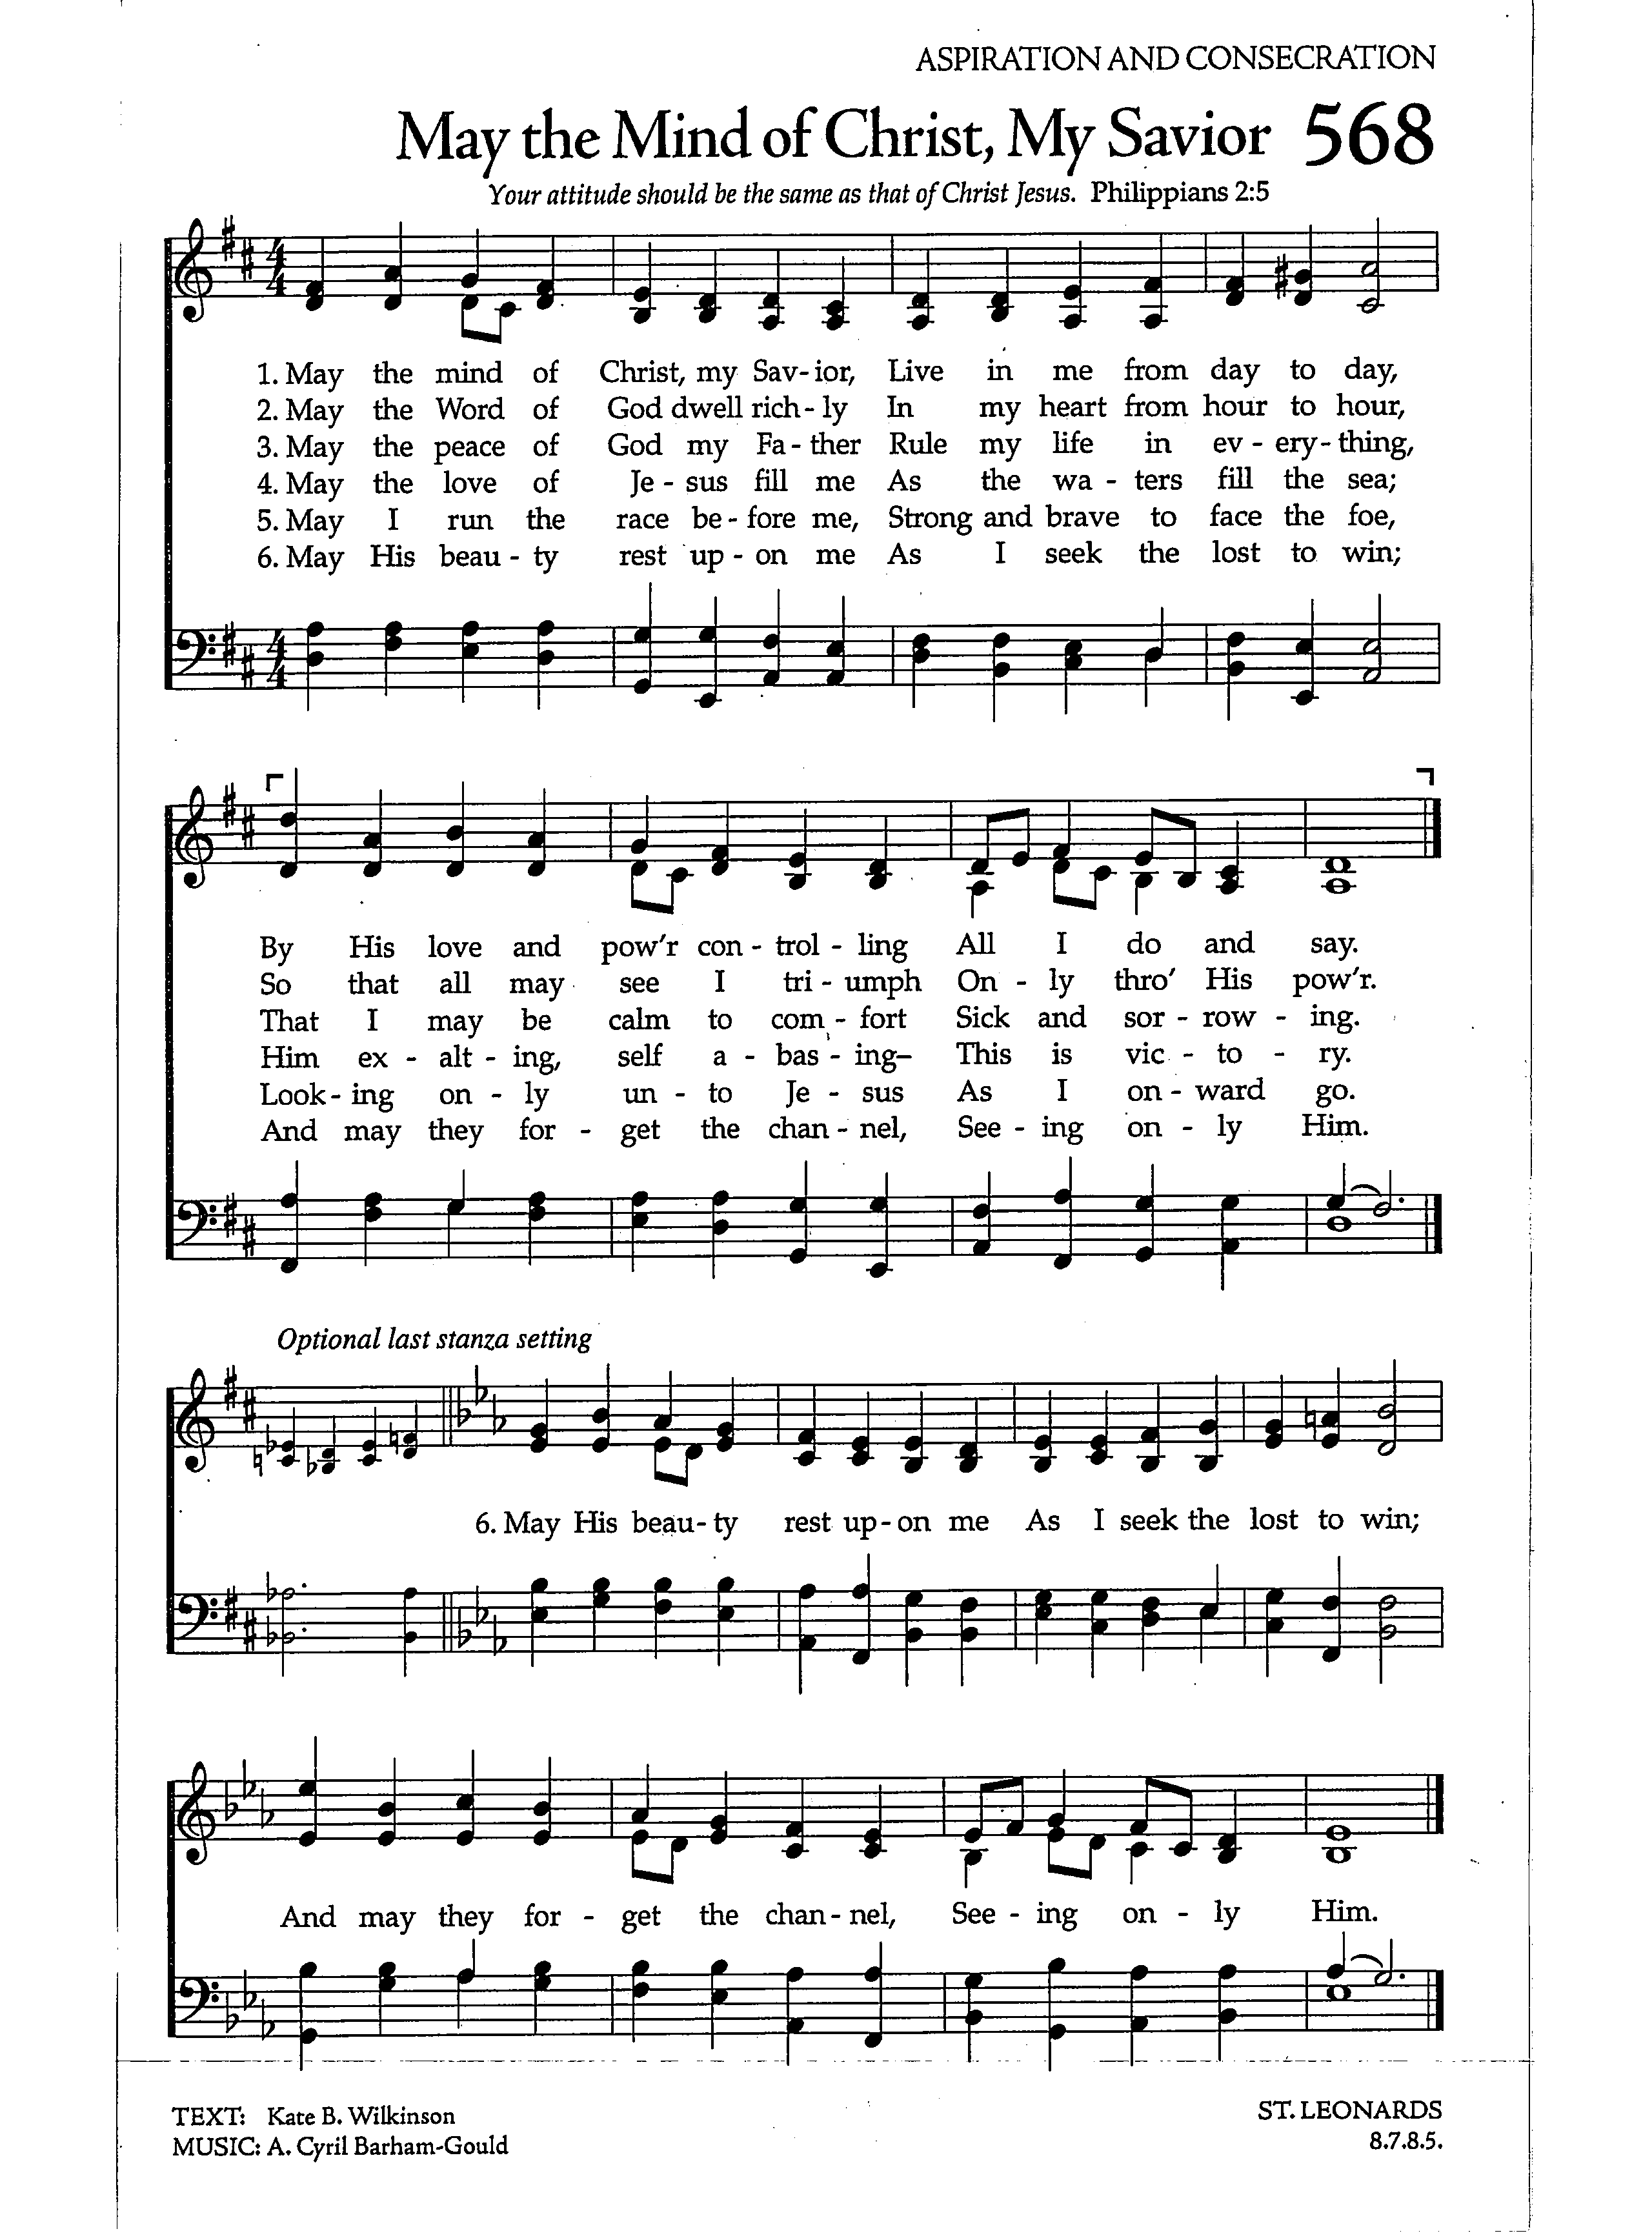 ASPIRATION AND CONSECRATION
May the Mind of Christ, My Savior 568
Your attitude should be the same as that of Christ Jesus. Philippians 2:5
1. May the mind of Christ, my Sav-ior, Live in me from day to day,
2. May the Word of God dwell rich-ly In my heart from hour to hour,
3. May the peace of God my Fa-ther Rule my life in ev-ery-thing,
4. May the love of Je-sus fill me As the wa-ters fill the sea;
5. May I run the race be-fore me, Strong and brave to face the foe,
6. May His beau-ty rest up-on me As I seek the lost to win;
By His love and pow'r con-trol-ling All I do and say.
So that all may see I tri-umph On-ly thro' His pow'r.
That I may be calm to com-fort Sick and sor-row-ing.
Him ex-alt-ing, self a-bas-ing– This is vic-to-ry.
Look-ing on-ly un-to Je-sus As I on-ward go.
And may they for-get the chan-nel, See-ing on-ly Him.
Optional last stanza setting
6. May His beau-ty rest up-on me As I seek the lost to win;
And may they for-get the chan-nel, See-ing on-ly Him.
TEXT: Kate B. Wilkinson
MUSIC: A. Cyril Barham-Gould
ST. LEONARDS
8.7.8.5.